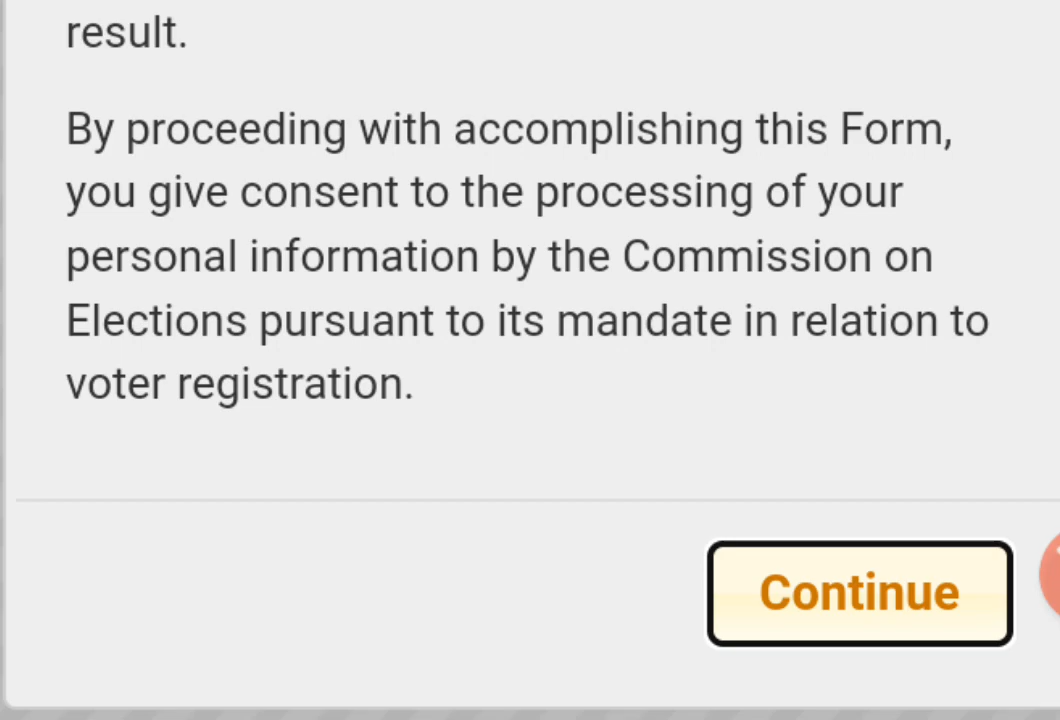 result.
By proceeding with accomplishing this Form,
you give consent to the processing of your
personal information by the Commission on
Elections pursuant to its mandate in relation to
voter registration.
Continue